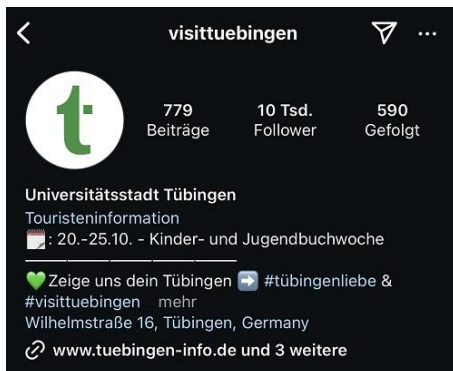 visittuebingen
t
779 10 Tsd. 590
Beiträge Follower Gefolgt
Universitätsstadt Tübingen
Touristeninformation
🗒️: 20.-25.10. - Kinder- und Jugendbuchwoche
💚Zeige uns dein Tübingen ➡️ #tübingenliebe &
#visittuebingen mehr
Wilhelmstraße 16, Tübingen, Germany
www.tuebingen-info.de und 3 weitere